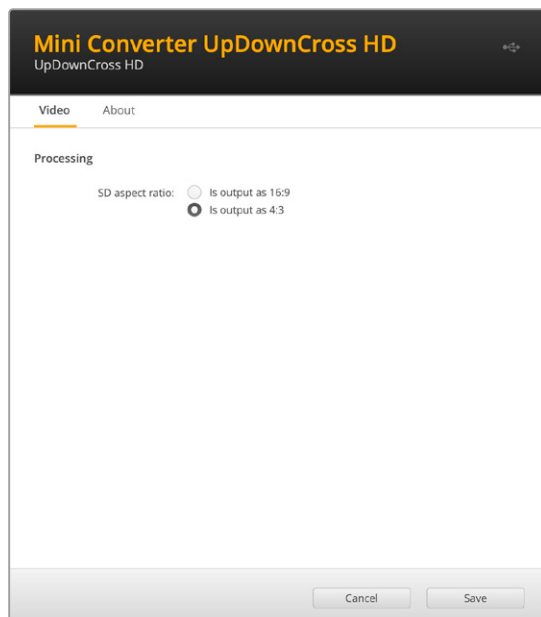 Mini Converter UpDownCross HD
UpDownCross HD
Video About
Processing
SD aspect ratio: Is output as 16:9
Is output as 4:3
Cancel Save